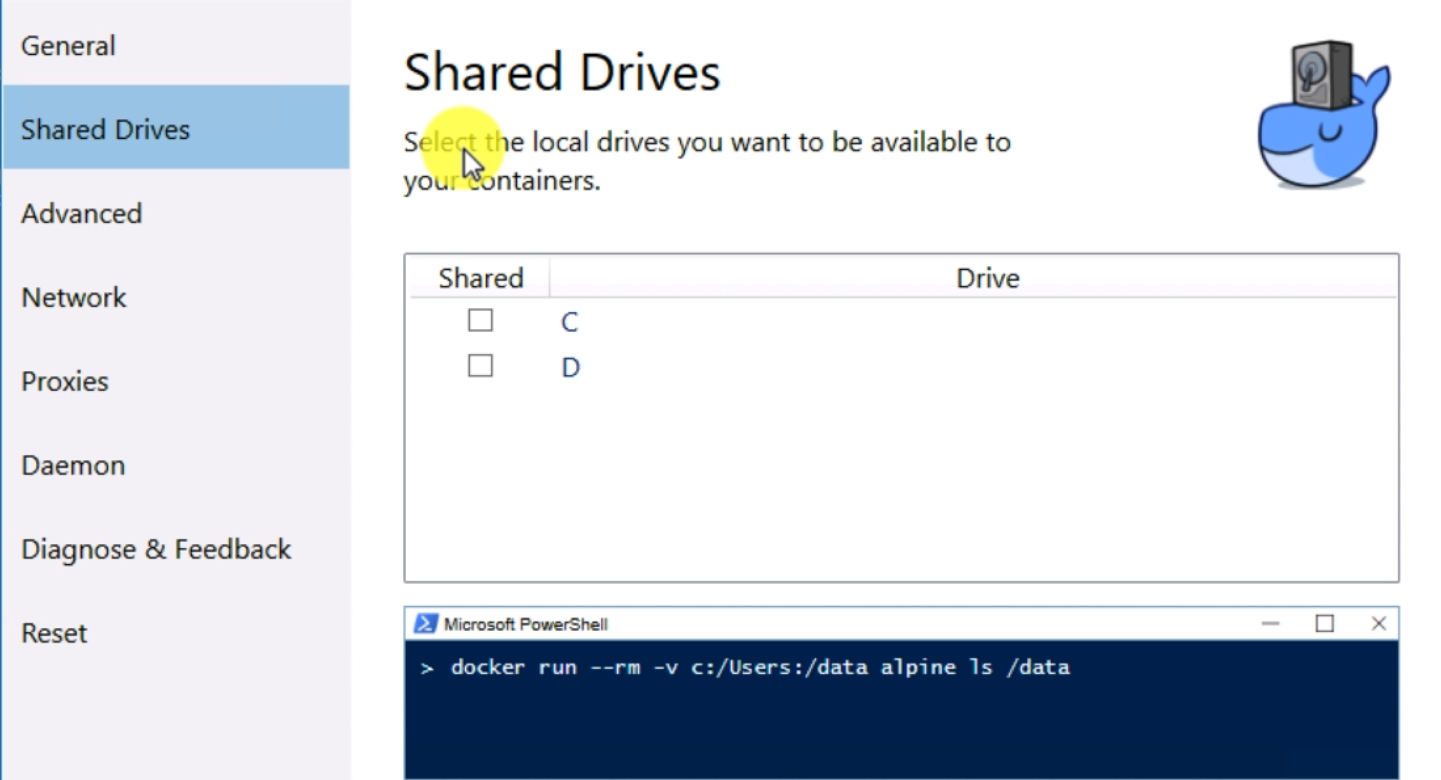 General
Shared Drives
Advanced
Network
Proxies
Daemon
Diagnose & Feedback
Reset
Shared Drives
Select the local drives you want to be available to
your containers.
Shared Drive
C
D
Microsoft PowerShell
> docker run --rm -v c:/Users:/data alpine ls /data